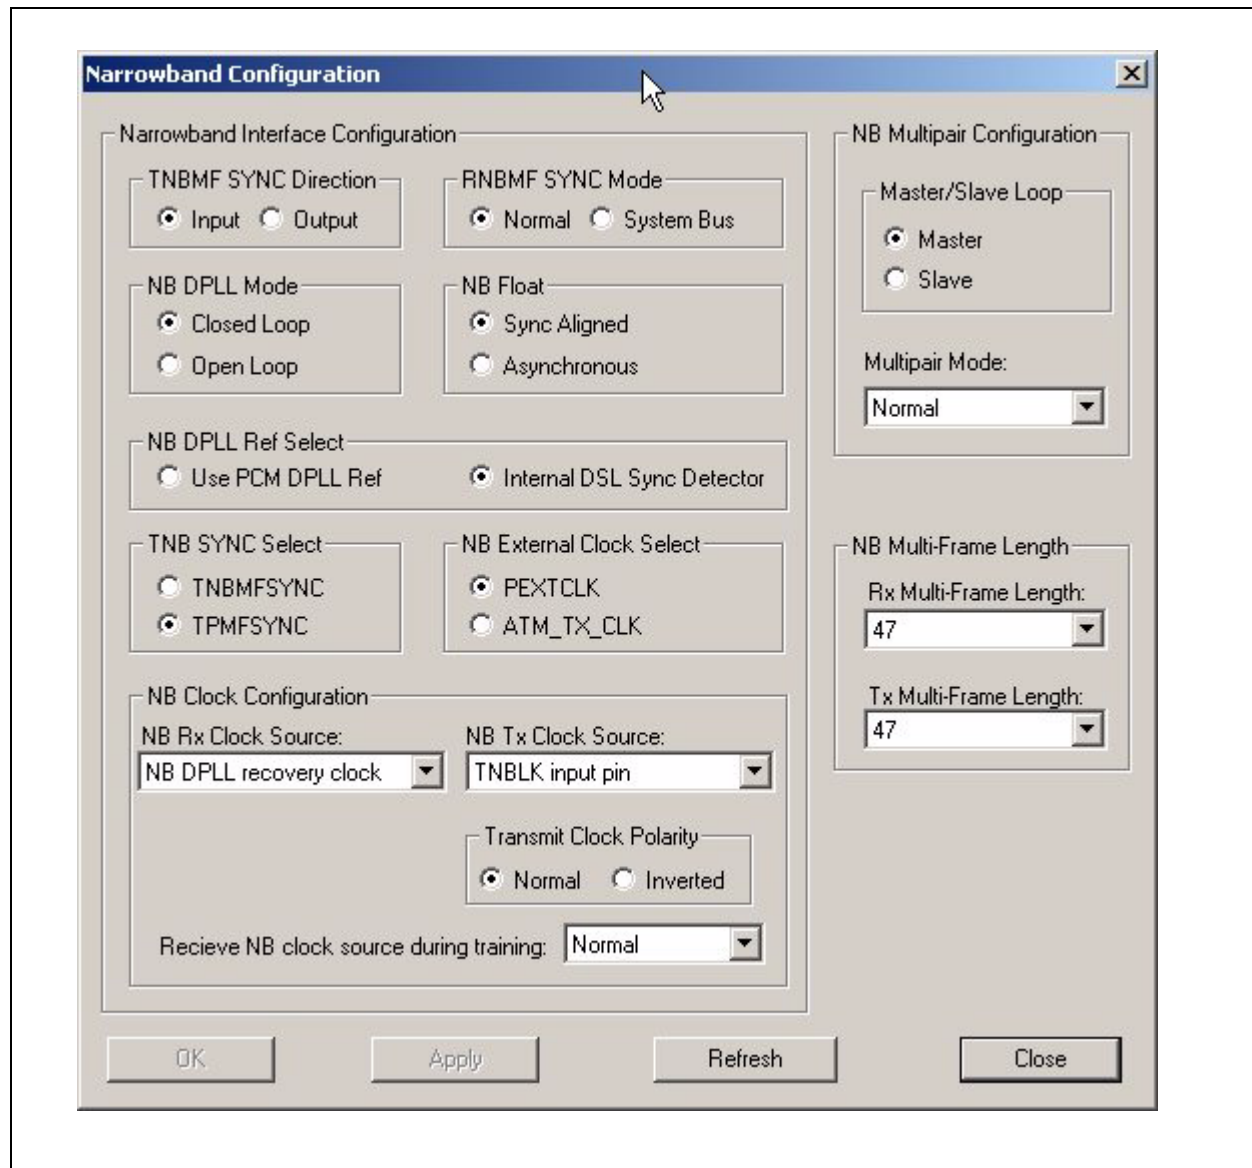 Narrowband Configuration
Narrowband Interface Configuration
TNBMF SYNC Direction
Input Output
RNBMF SYNC Mode
Normal System Bus
NB DPLL Mode
Closed Loop
Open Loop
NB Float
Sync Aligned
Asynchronous
NB DPLL Ref Select
Use PCM DPLL Ref Internal DSL Sync Detector
TNB SYNC Select
TNBMFSYNC
TPMFSYNC
NB External Clock Select
PEXTCLK
ATM_TX_CLK
NB Clock Configuration
NB Rx Clock Source:
NB DPLL recovery clock
NB Tx Clock Source:
TNBLK input pin
Transmit Clock Polarity
Normal Inverted
Recieve NB clock source during training: Normal
NB Multipair Configuration
Master/Slave Loop
Master
Slave
Multipair Mode:
Normal
NB Multi-Frame Length
Rx Multi-Frame Length:
47
Tx Multi-Frame Length:
47
OK Apply Refresh Close